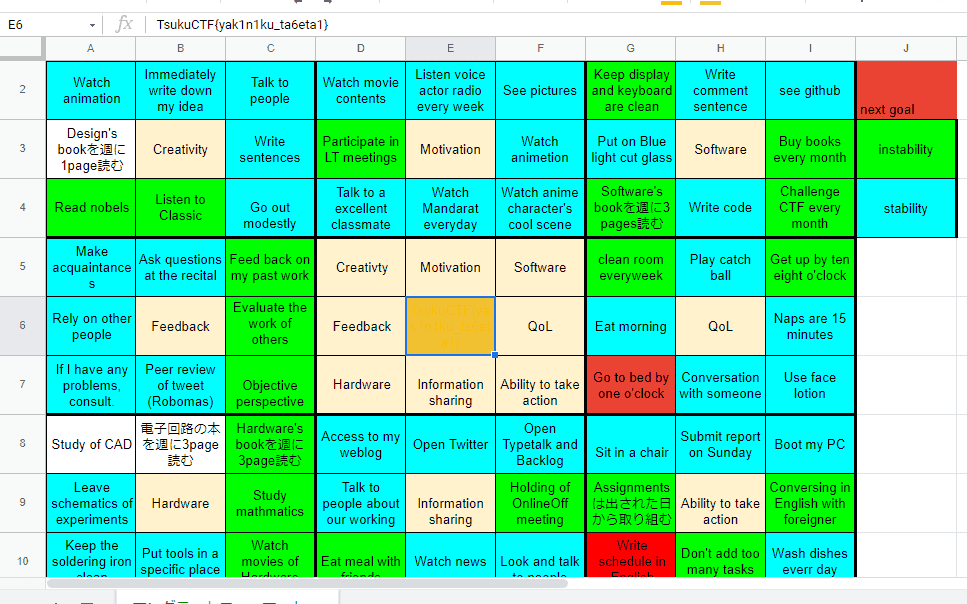 E6
fx
TsukuCTF{yak1n1ku_ta6eta1}
A
B
C
D
E
F
G
H
I
J
2
Watch
animation
Immediately
write down
my idea
Talk to
people
Watch movie
contents
Listen voice
actor radio
every week
See pictures
Keep display
and keyboard
are clean
Write
comment
sentence
see github
next goal
3
Design's
bookを週に
1page読む
Creativity
Write
sentences
Participate in
LT meetings
Motivation
Watch
animetion
Put on Blue
light cut glass
Software
Buy books
every month
instability
4
Read nobels
Listen to
Classic
Go out
modestly
Talk to a
excellent
classmate
Watch
Mandarat
everyday
Watch anime
character's
cool scene
Software's
bookを週に3
pages読む
Write code
Challenge
CTF every
month
stability
5
Make
acquaintance
s
Ask questions
at the recital
Feed back on
my past work
Creativty
Motivation
Software
clean room
everyweek
Play catch
ball
Get up by ten
eight o'clock
6
Rely on other
people
Feedback
Evaluate the
work of
others
Feedback
Eat morning
QoL
QoL
Naps are 15
minutes
7
If I have any
problems,
consult.
Peer review
of tweet
(Robomas)
Objective
perspective
Hardware
Information
sharing
Ability to take
action
Go to bed by
one o'clock
Conversation
with someone
Use face
lotion
8
Study of CAD
電子回路の本
を週に3page
読む
Hardware's
bookを週に
3page読む
Access to my
weblog
Open Twitter
Open
Typetalk and
Backlog
Sit in a chair
Submit report
on Sunday
Boot my PC
9
Leave
schematics of
experiments
Hardware
Study
mathmatics
Talk to
people about
our working
Information
sharing
Holding of
OnlineOff
meeting
Assignments
は出された日
から取り組む
Ability to take
action
Conversing in
English with
foreigner
10
Keep the
soldering iron
clean
Put tools in a
specific place
Watch
movies of
Hardware
Eat meal with
friends
Watch news
Look and talk
to people
Write
schedule in
English
Don't add too
many tasks
Wash dishes
everr day